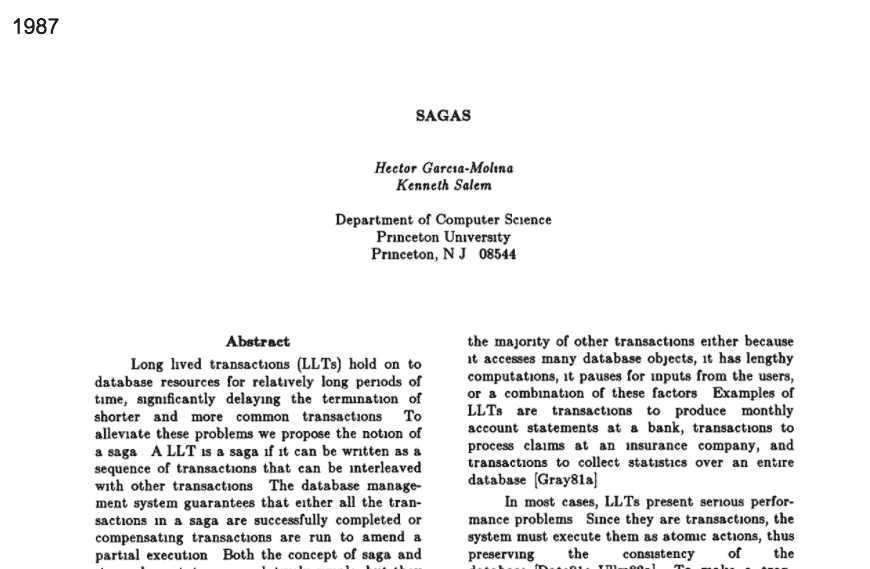 1987
SAGAS
Hector Garcia-Molina
Kenneth Salem
Department of Computer Science
Princeton University
Princeton, N J 08544
Abstract
Long lived transactions (LLTs) hold on to
database resources for relatively long periods of
time, significantly delaying the termination of
shorter and more common transactions To
alleviate these problems we propose the notion of
a saga A LLT is a saga if it can be written as a
sequence of transactions that can be interleaved
with other transactions The database manage-
ment system guarantees that either all the tran-
sactions in a saga are successfully completed or
compensating transactions are run to amend a
partial execution Both the concept of saga and
the majority of other transactions either because
it accesses many database objects, it has lengthy
computations, it pauses for inputs from the users,
or a combination of these factors Examples of
LLTs are transactions to produce monthly
account statements at a bank, transactions to
process claims at an insurance company, and
transactions to collect statistics over an entire
database [Gray81a]
In most cases, LLTs present serious perfor-
mance problems Since they are transactions, the
system must execute them as atomic actions, thus
preserving the consistency of the